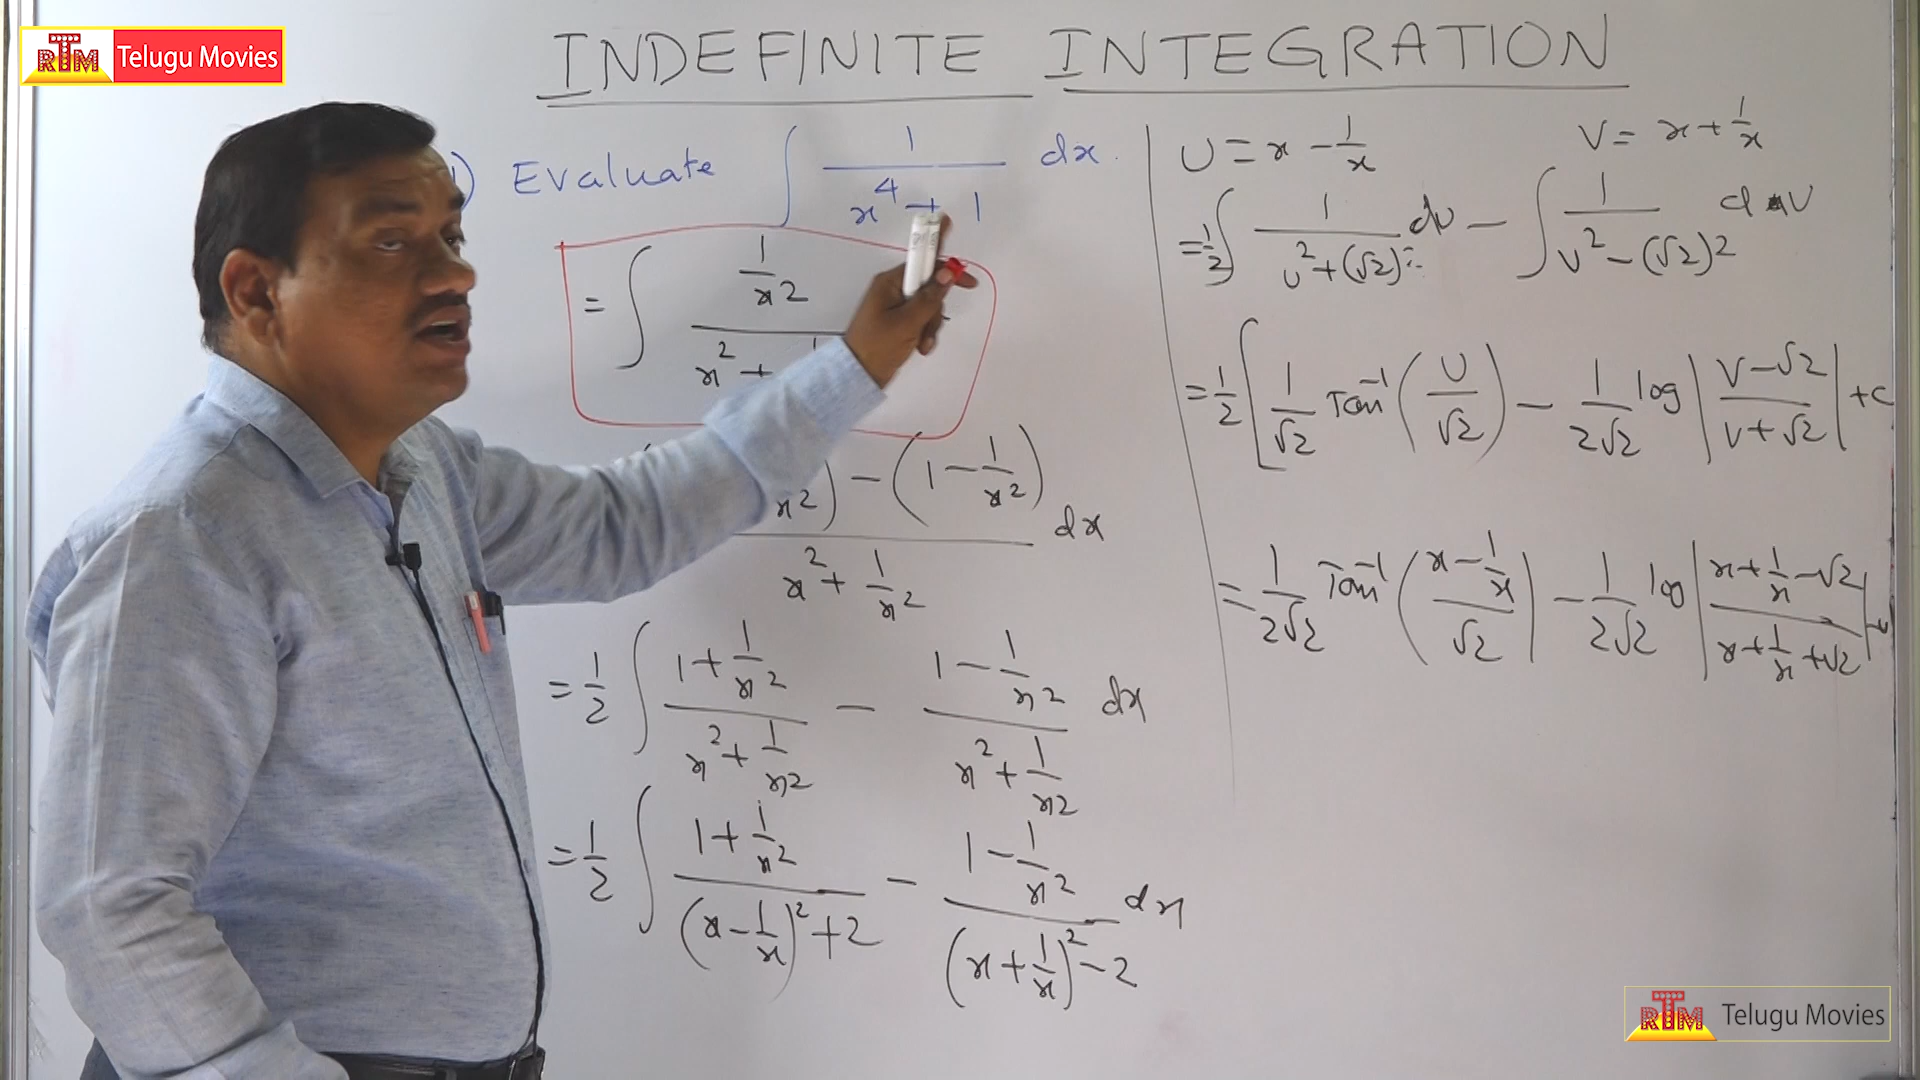 RTM Telugu Movies
INDEFINITE INTEGRATION
1) Evaluate ∫ 1/(x⁴ + 1) dx.
= ∫ (1/x²)/(x² +
x²) − (1 − 1/x²)
dx
x² + 1/x²
= 1/2 ∫ (1 + 1/x²)/(x² + 1/x²) − (1 − 1/x²)/(x² + 1/x²) dx
= 1/2 ∫ (1 + 1/x²)/((x − 1/x)² + 2) − (1 − 1/x²)/((x + 1/x)² − 2) dx
U = x − 1/x V = x + 1/x
= 1/2 ∫ 1/(u² + (√2)²) du − ∫ 1/(v² − (√2)²) dv
= 1/2 [ 1/√2 Tan⁻¹ (U/√2) − 1/(2√2) log |(V − √2)/(V + √2)| + c
= 1/(2√2) Tan⁻¹ ((x − 1/x)/√2) − 1/(2√2) log |(x + 1/x − √2)/(x + 1/x + √2)| +
RTM Telugu Movies